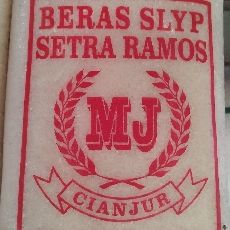 BERAS SLYP
SETRA RAMOS
MJ
CIANJUR